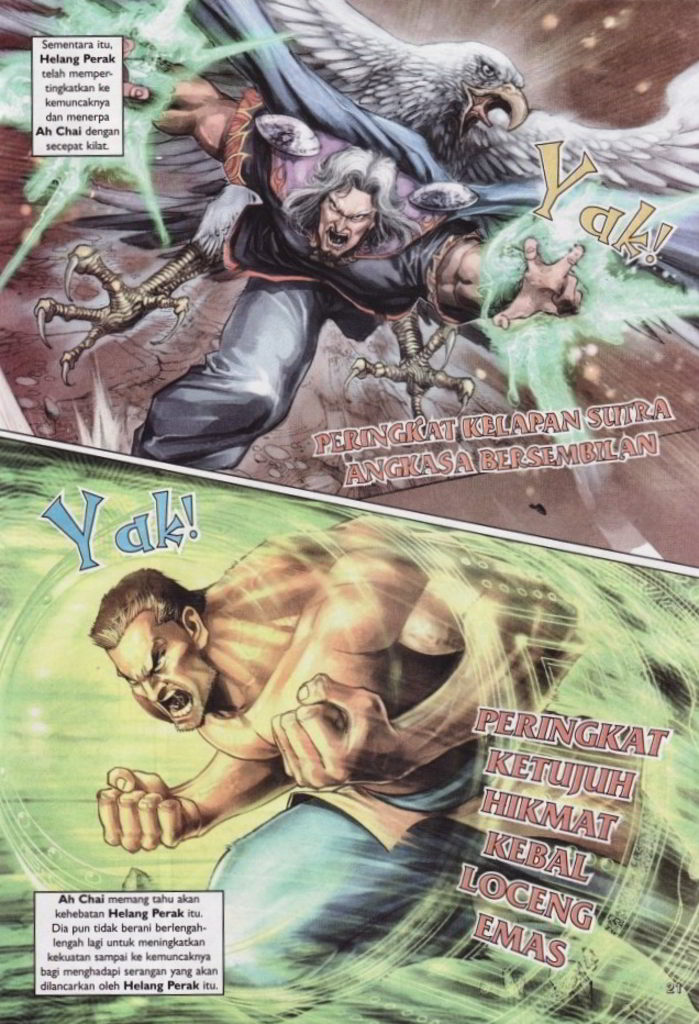 Sementara itu,
Helang Perak
telah memper-
tingkatkan ke
kemuncaknya
dan menerpa
Ah Chai dengan
secepat kilat.
Yak!
PERINGKAT KELAPAN SUTRA
ANGKASA BERSEMBILAN
Yak!
PERINGKAT
KETUJUH
HIKMAT
KEBAL
LOCENG
EMAS
Ah Chai memang tahu akan
kehebatan Helang Perak itu.
Dia pun tidak berani berlengah-
lengah lagi untuk meningkatkan
kekuatan sampai ke kemuncaknya
bagi menghadapi serangan yang akan
dilancarkan oleh Helang Perak itu.
21